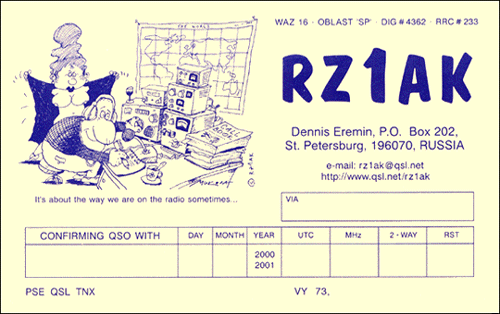 WAZ 16 · OBLAST 'SP' · DIG # 4362 · RRC # 233
THE WORLD
RZ1AK
Dennis Eremin, P.O. Box 202,
St. Petersburg, 196070, RUSSIA
e-mail: rz1ak@qsl.net
http://www.qsl.net/rz1ak
It's about the way we are on the radio sometimes...
VIA
CONFIRMING QSO WITH DAY MONTH YEAR UTC MHz 2-WAY RST
2000
2001
PSE QSL TNX VY 73,